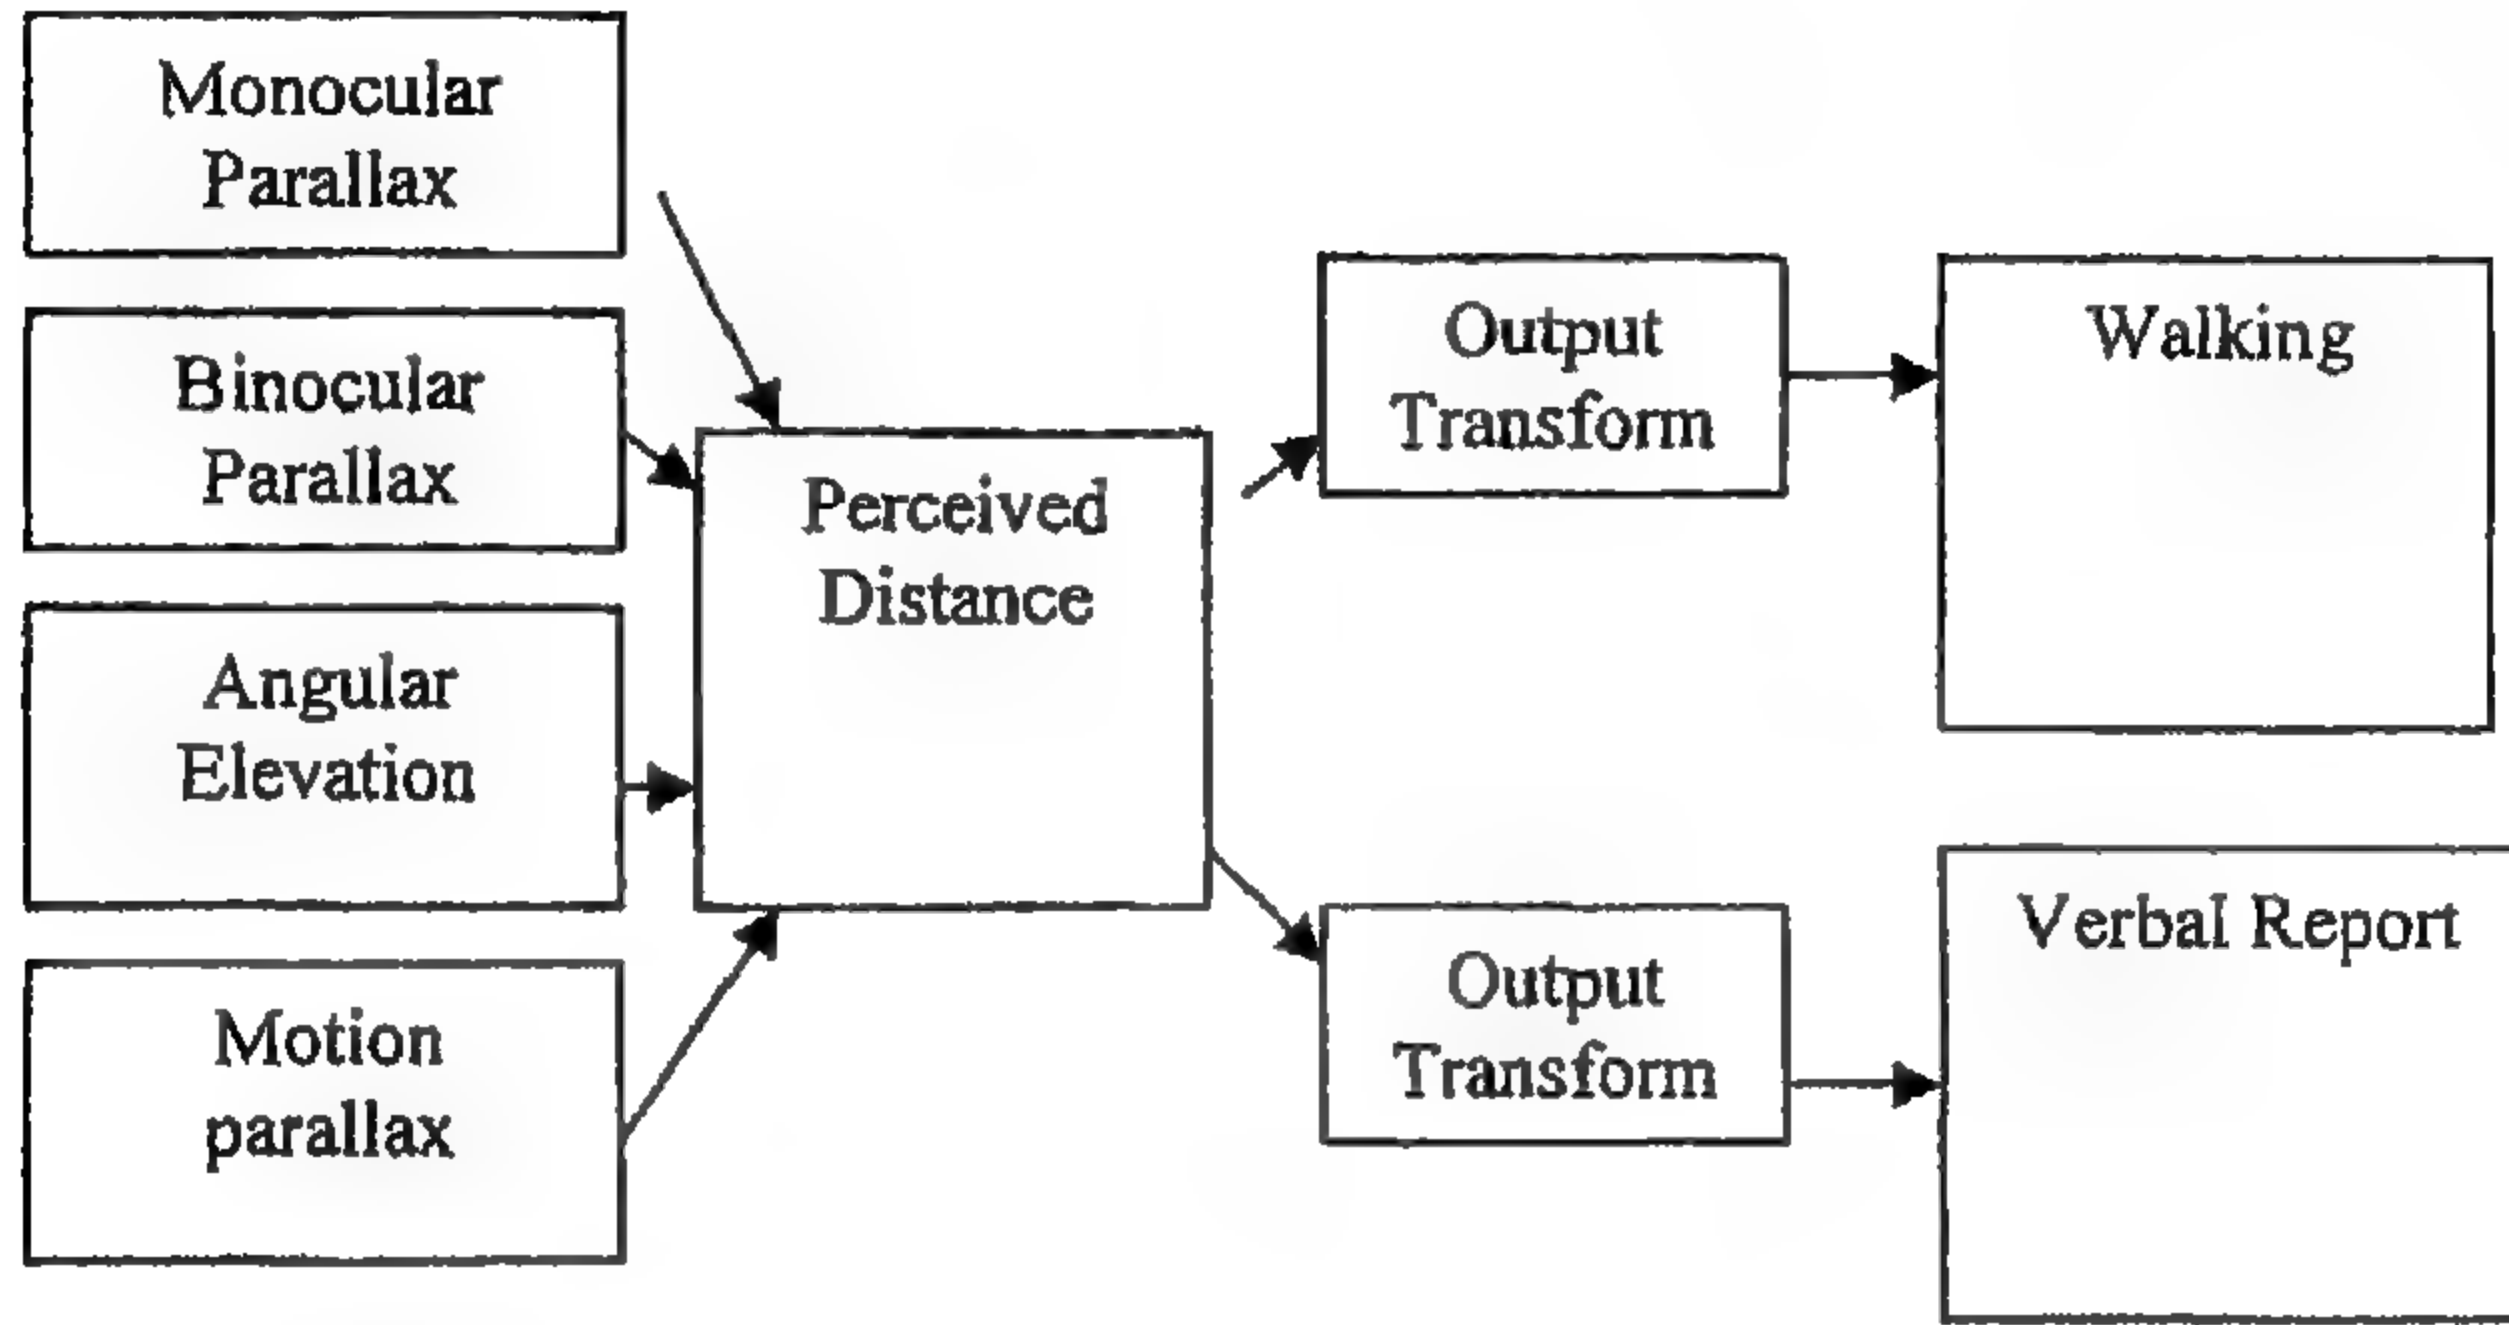 Monocular
Parallax
Binocular
Parallax
Angular
Elevation
Motion
parallax
Perceived
Distance
Output
Transform
Walking
Output
Transform
Verbal Report